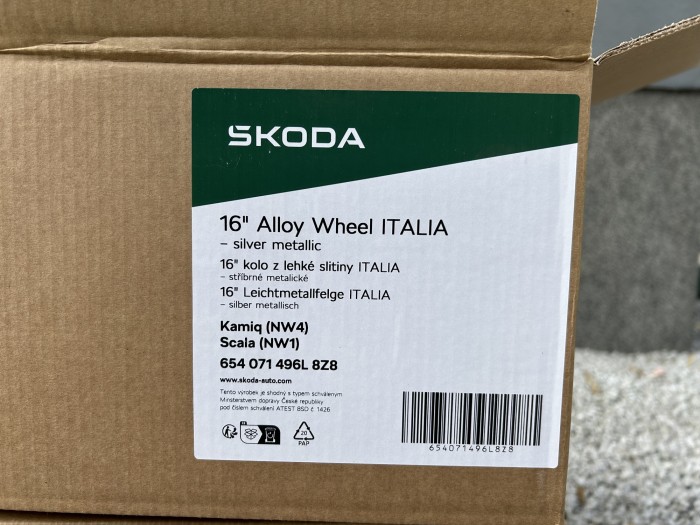 ŠKODA
16" Alloy Wheel ITALIA
– silver metallic
16" kolo z lehké slitiny ITALIA
– stříbrné metalické
16" Leichtmetallfelge ITALIA
– silber metallisch
Kamiq (NW4)
Scala (NW1)
654 071 496L 8Z8
www.skoda-auto.com
Tento výrobek je shodný s typem schváleným
Ministerstvem dopravy České republiky
pod číslem schválení ATEST 8SD č. 1426
20
PAP
654071496L8Z8